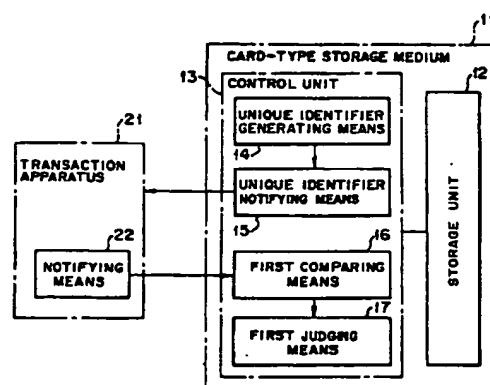 11
CARD-TYPE STORAGE MEDIUM
13
CONTROL UNIT
12
UNIQUE IDENTIFIER
GENERATING MEANS
14
21
TRANSACTION
APPARATUS
UNIQUE IDENTIFIER
NOTIFYING MEANS
15
STORAGE UNIT
22
NOTIFYING
MEANS
16
FIRST COMPARING
MEANS
17
FIRST JUDGING
MEANS